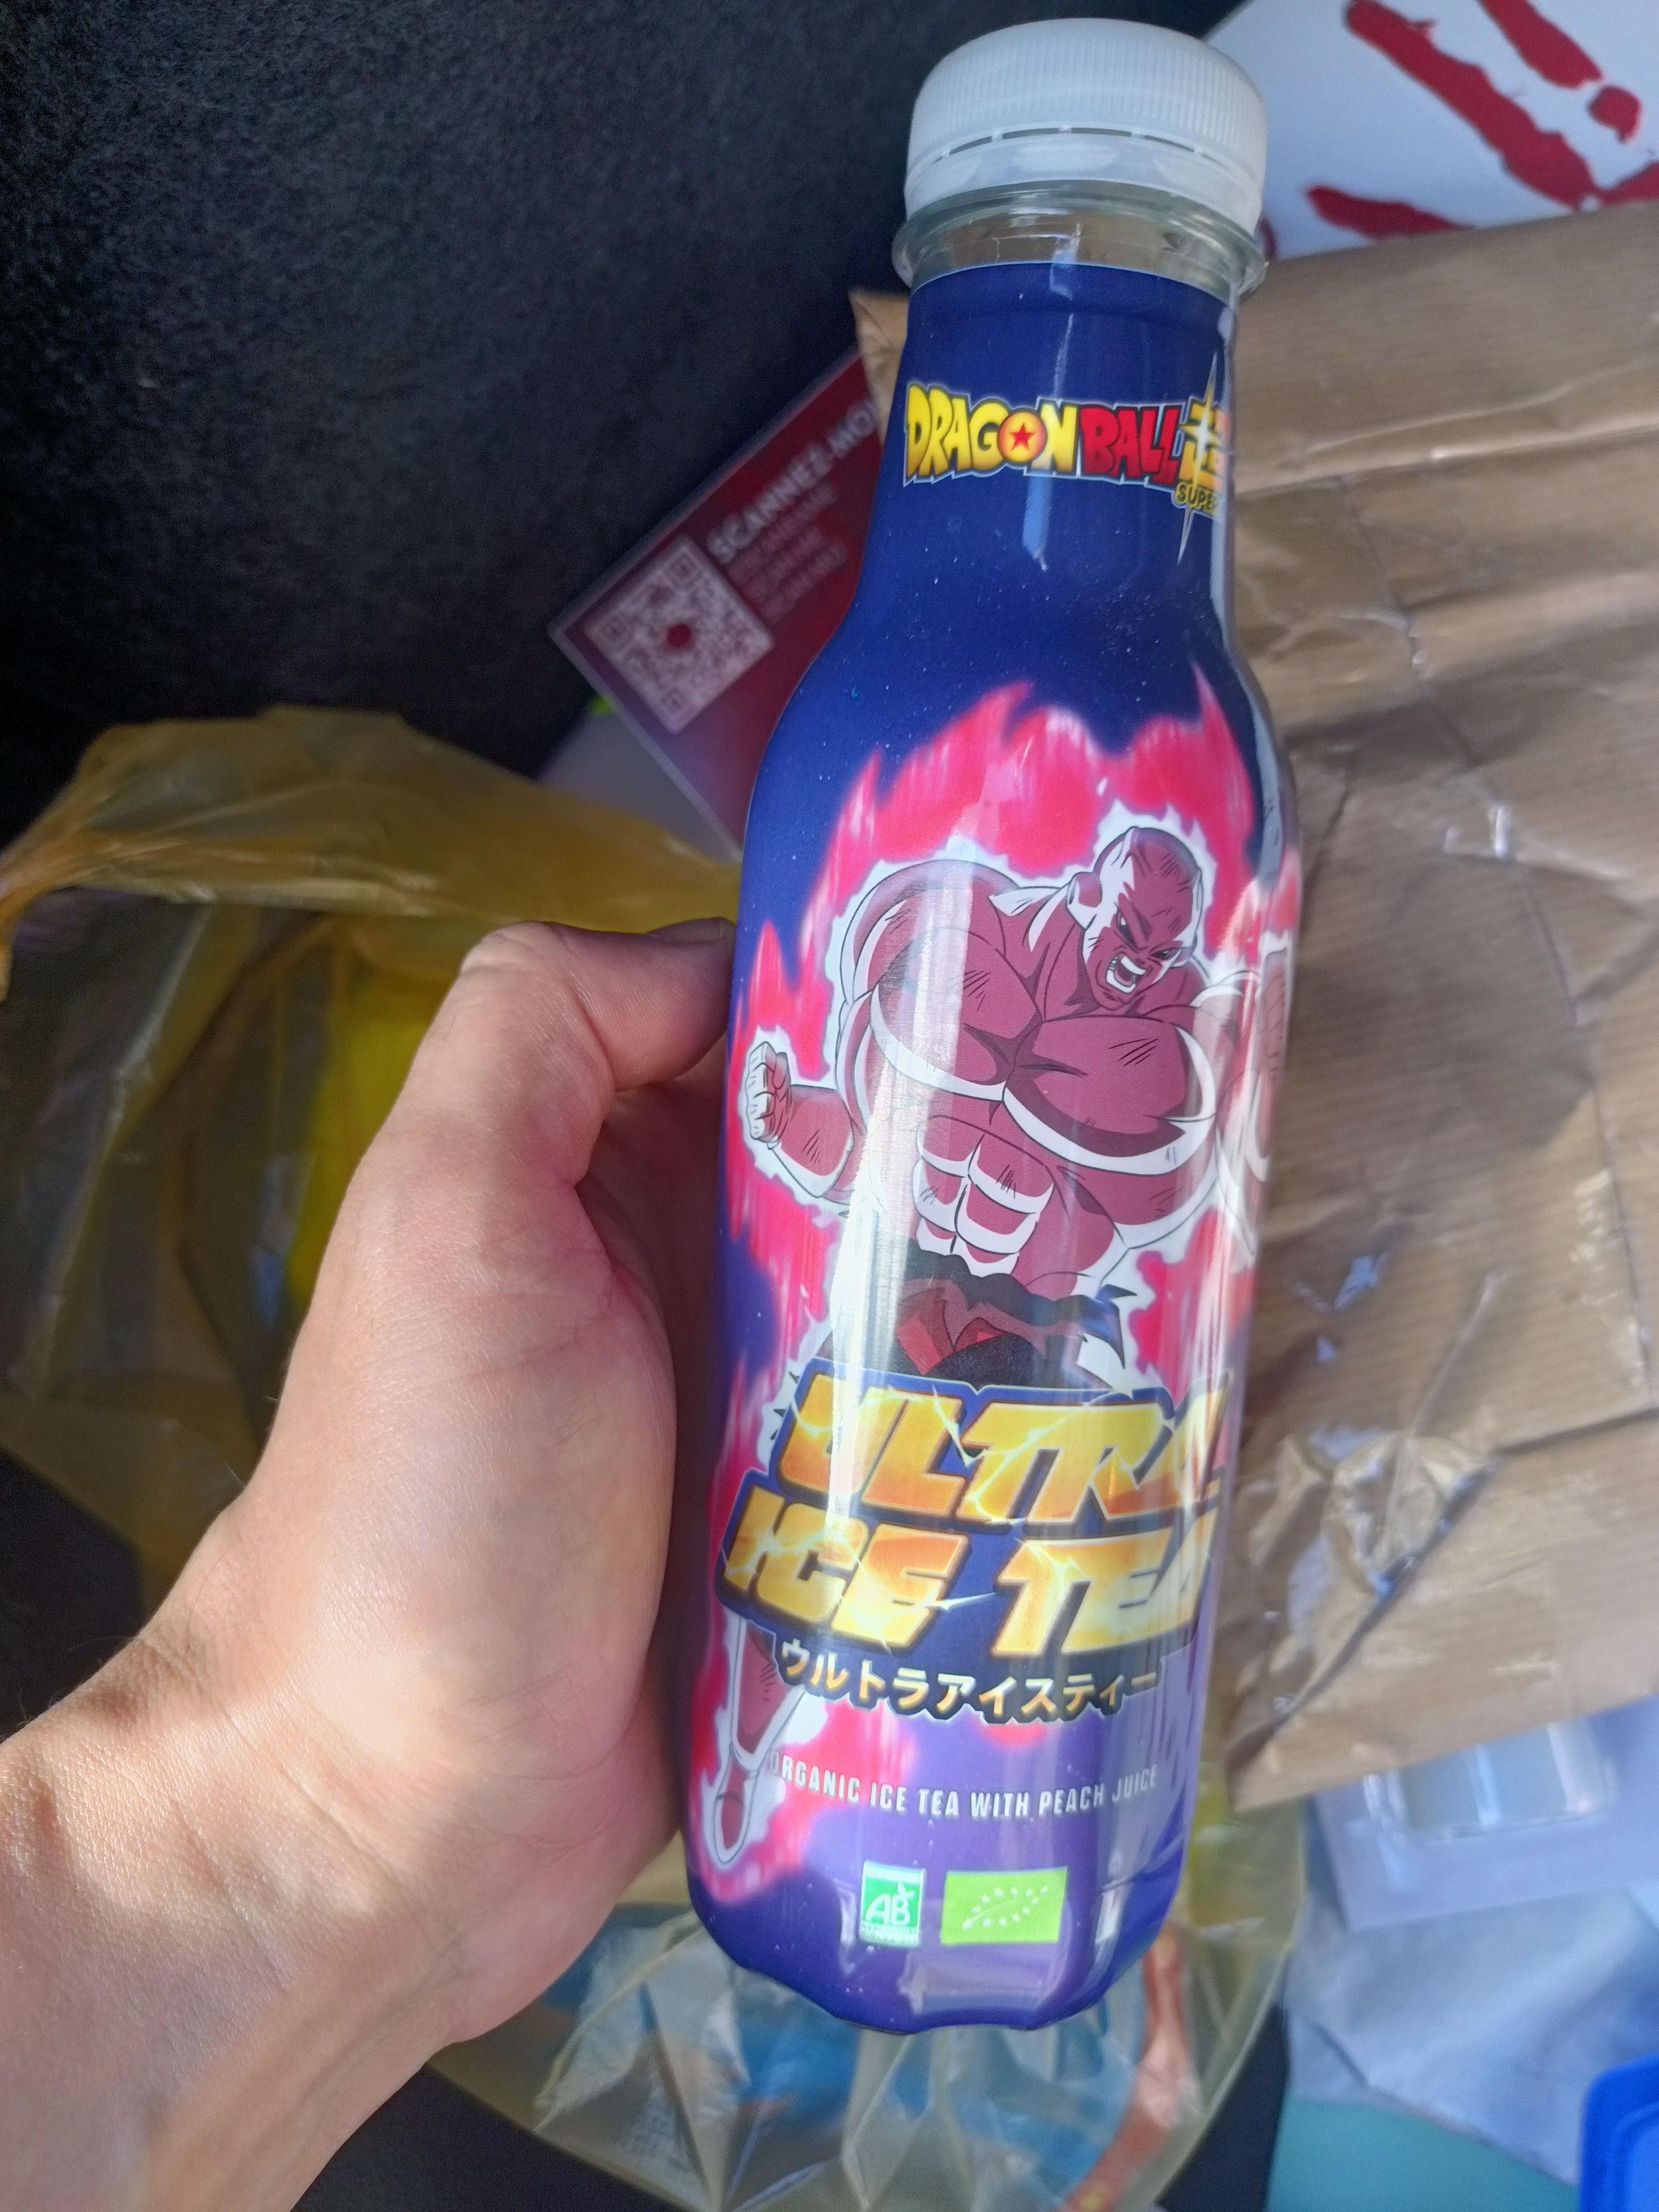 DRAGON BALL 超
SUPER
SCANNEZ-MOI
ULTRA
ICE TEA
ウルトラアイスティー
ORGANIC ICE TEA WITH PEACH JUICE
AB